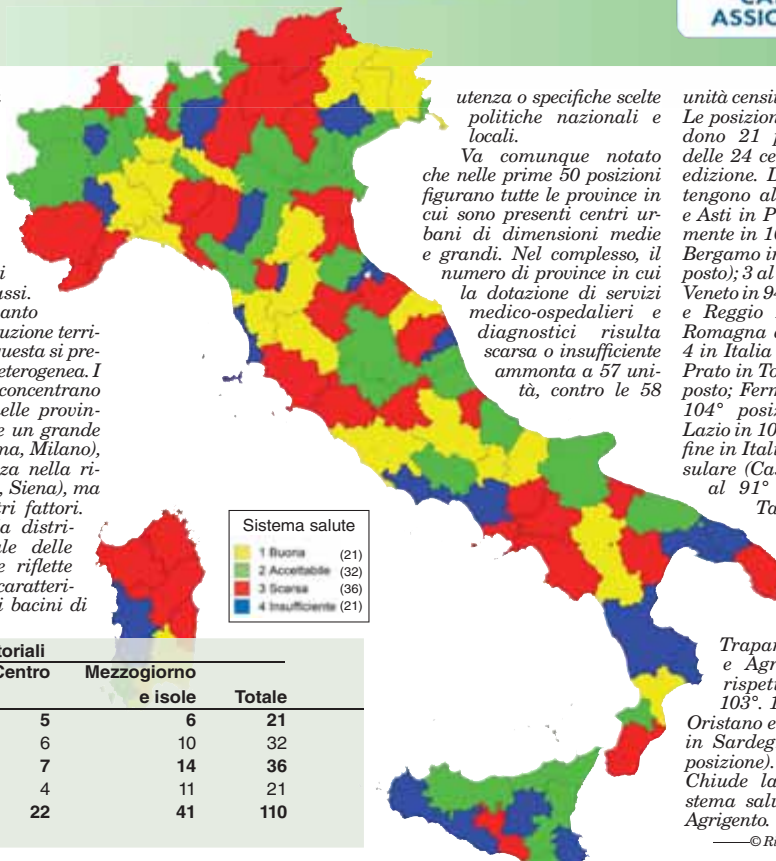 ASSIO
utenza o specifiche scelte
politiche nazionali e
locali.
Va comunque notato
che nelle prime 50 posizioni
figurano tutte le province in
cui sono presenti centri ur-
bani di dimensioni medie
e grandi. Nel complesso, il
numero di province in cui
la dotazione di servizi
medico-ospedalieri e
diagnostici risulta
scarsa o insufficiente
ammonta a 57 uni-
tà, contro le 58
unità censi
Le posizion
dono 21 p
delle 24 ce
edizione. L
tengono al
e Asti in P
mente in 10
Bergamo in
posto); 3 al
Veneto in 94
e Reggio
Romagna
4 in Italia
Prato in To
posto; Ferm
104° posiz
Lazio in 10
fine in Itali
sulare (Cas
al 91°
Ta
Trapan
e Agr
rispeti
103°. 1
Oristano e
in Sardeg
posizione).
Chiude la
stema salu
Agrigento.
© R
i
assi.
anto
uzione terri-
uesta si pre-
eterogenea. I
concentrano
elle provin-
e un grande
ma, Milano),
za nella ri-
, Siena), ma
tri fattori.
a distri-
ale delle
e riflette
caratteri-
i bacini di
Sistema salute
1 Buona (21)
2 Accettabile (32)
3 Scarsa (36)
4 Insufficiente (21)
toriali
Centro Mezzogiorno
e isole Totale
5 6 21
6 10 32
7 14 36
4 11 21
22 41 110